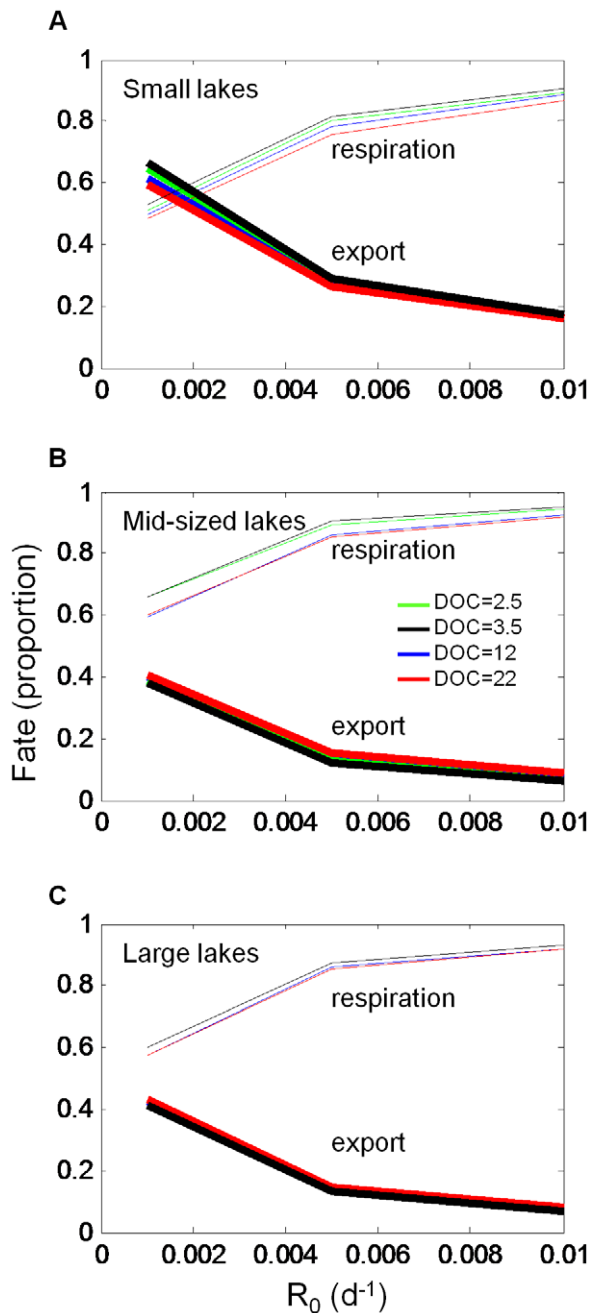 A
Small lakes
1
0.8
0.6
0.4
0.2
0
respiration
export
0 0.002 0.004 0.006 0.008 0.01
B
Mid-sized lakes
1
0.8
0.6
0.4
0.2
0
respiration
DOC=2.5
DOC=3.5
DOC=12
DOC=22
export
0 0.002 0.004 0.006 0.008 0.01
Fate (proportion)
C
Large lakes
1
0.8
0.6
0.4
0.2
0
respiration
export
0 0.002 0.004 0.006 0.008 0.01
R₀ (d⁻¹)